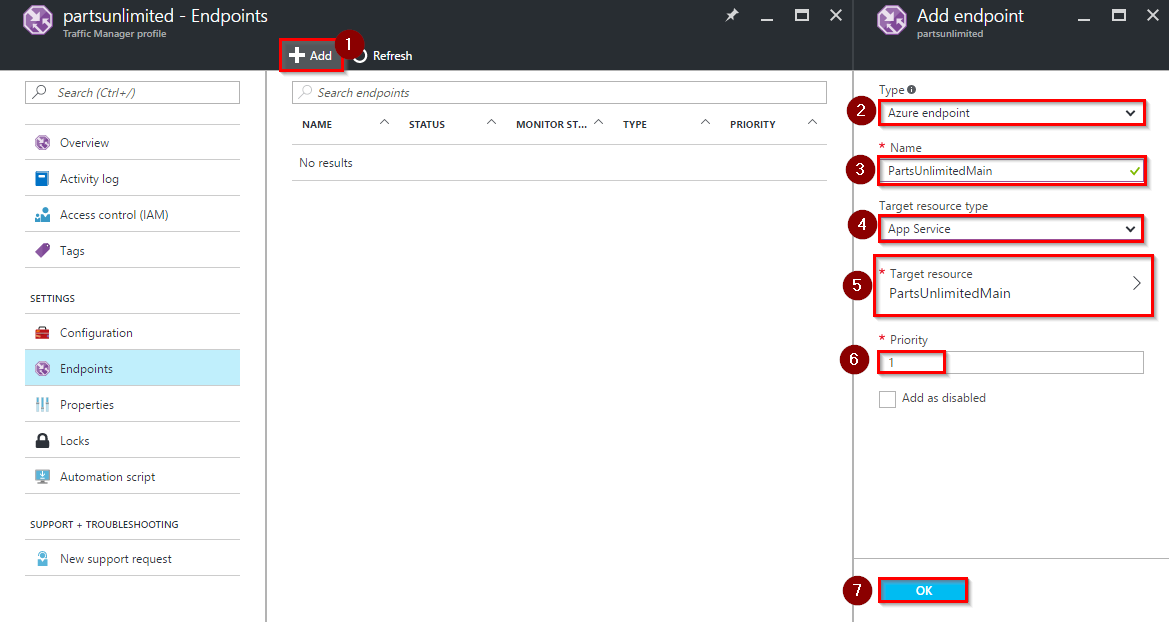 partsunlimited - Endpoints
Traffic Manager profile
1
Add
Refresh
Search (Ctrl+/)
Overview
Activity log
Access control (IAM)
Tags
SETTINGS
Configuration
Endpoints
Properties
Locks
Automation script
SUPPORT + TROUBLESHOOTING
New support request
Search endpoints
NAME STATUS MONITOR ST... TYPE PRIORITY
No results
Add endpoint
partsunlimited
Type
2
Azure endpoint
* Name
3
PartsUnlimitedMain
Target resource type
4
App Service
5
* Target resource
PartsUnlimitedMain
* Priority
6
1
Add as disabled
7
OK